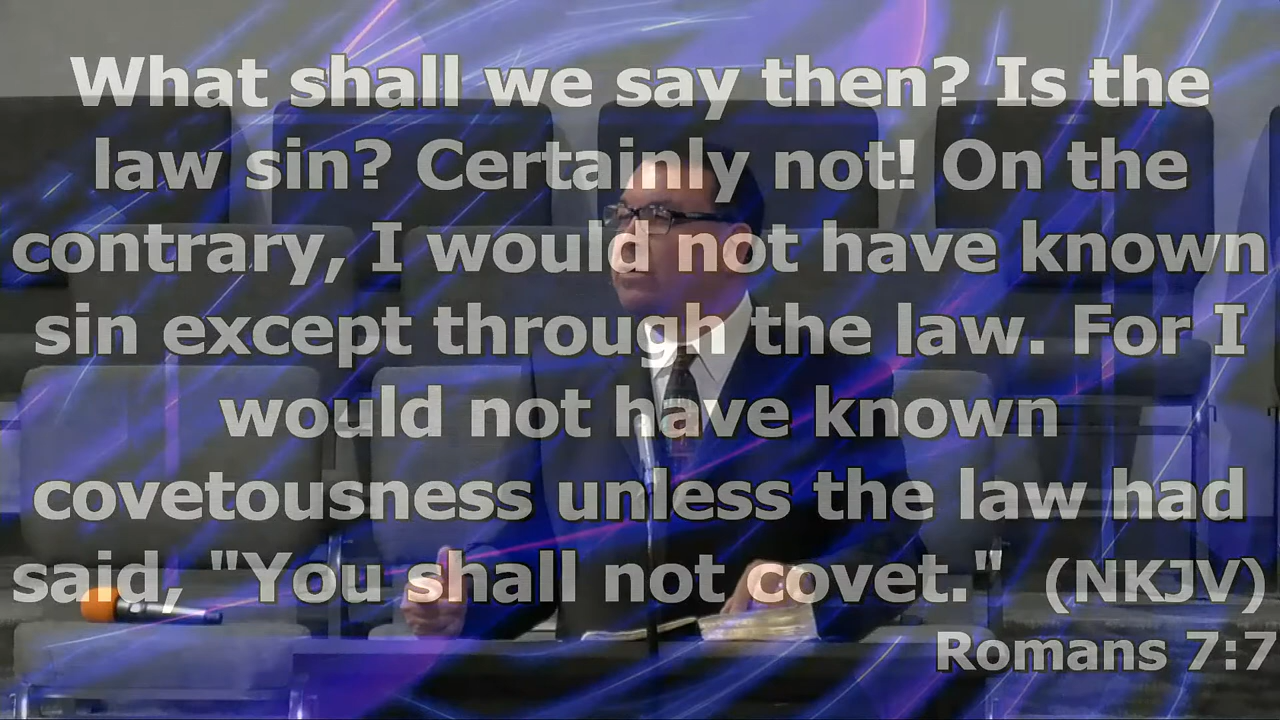 What shall we say then? Is the
law sin? Certainly not! On the
contrary, I would not have known
sin except through the law. For I
would not have known
covetousness unless the law had
said, "You shall not covet." (NKJV)
Romans 7:7